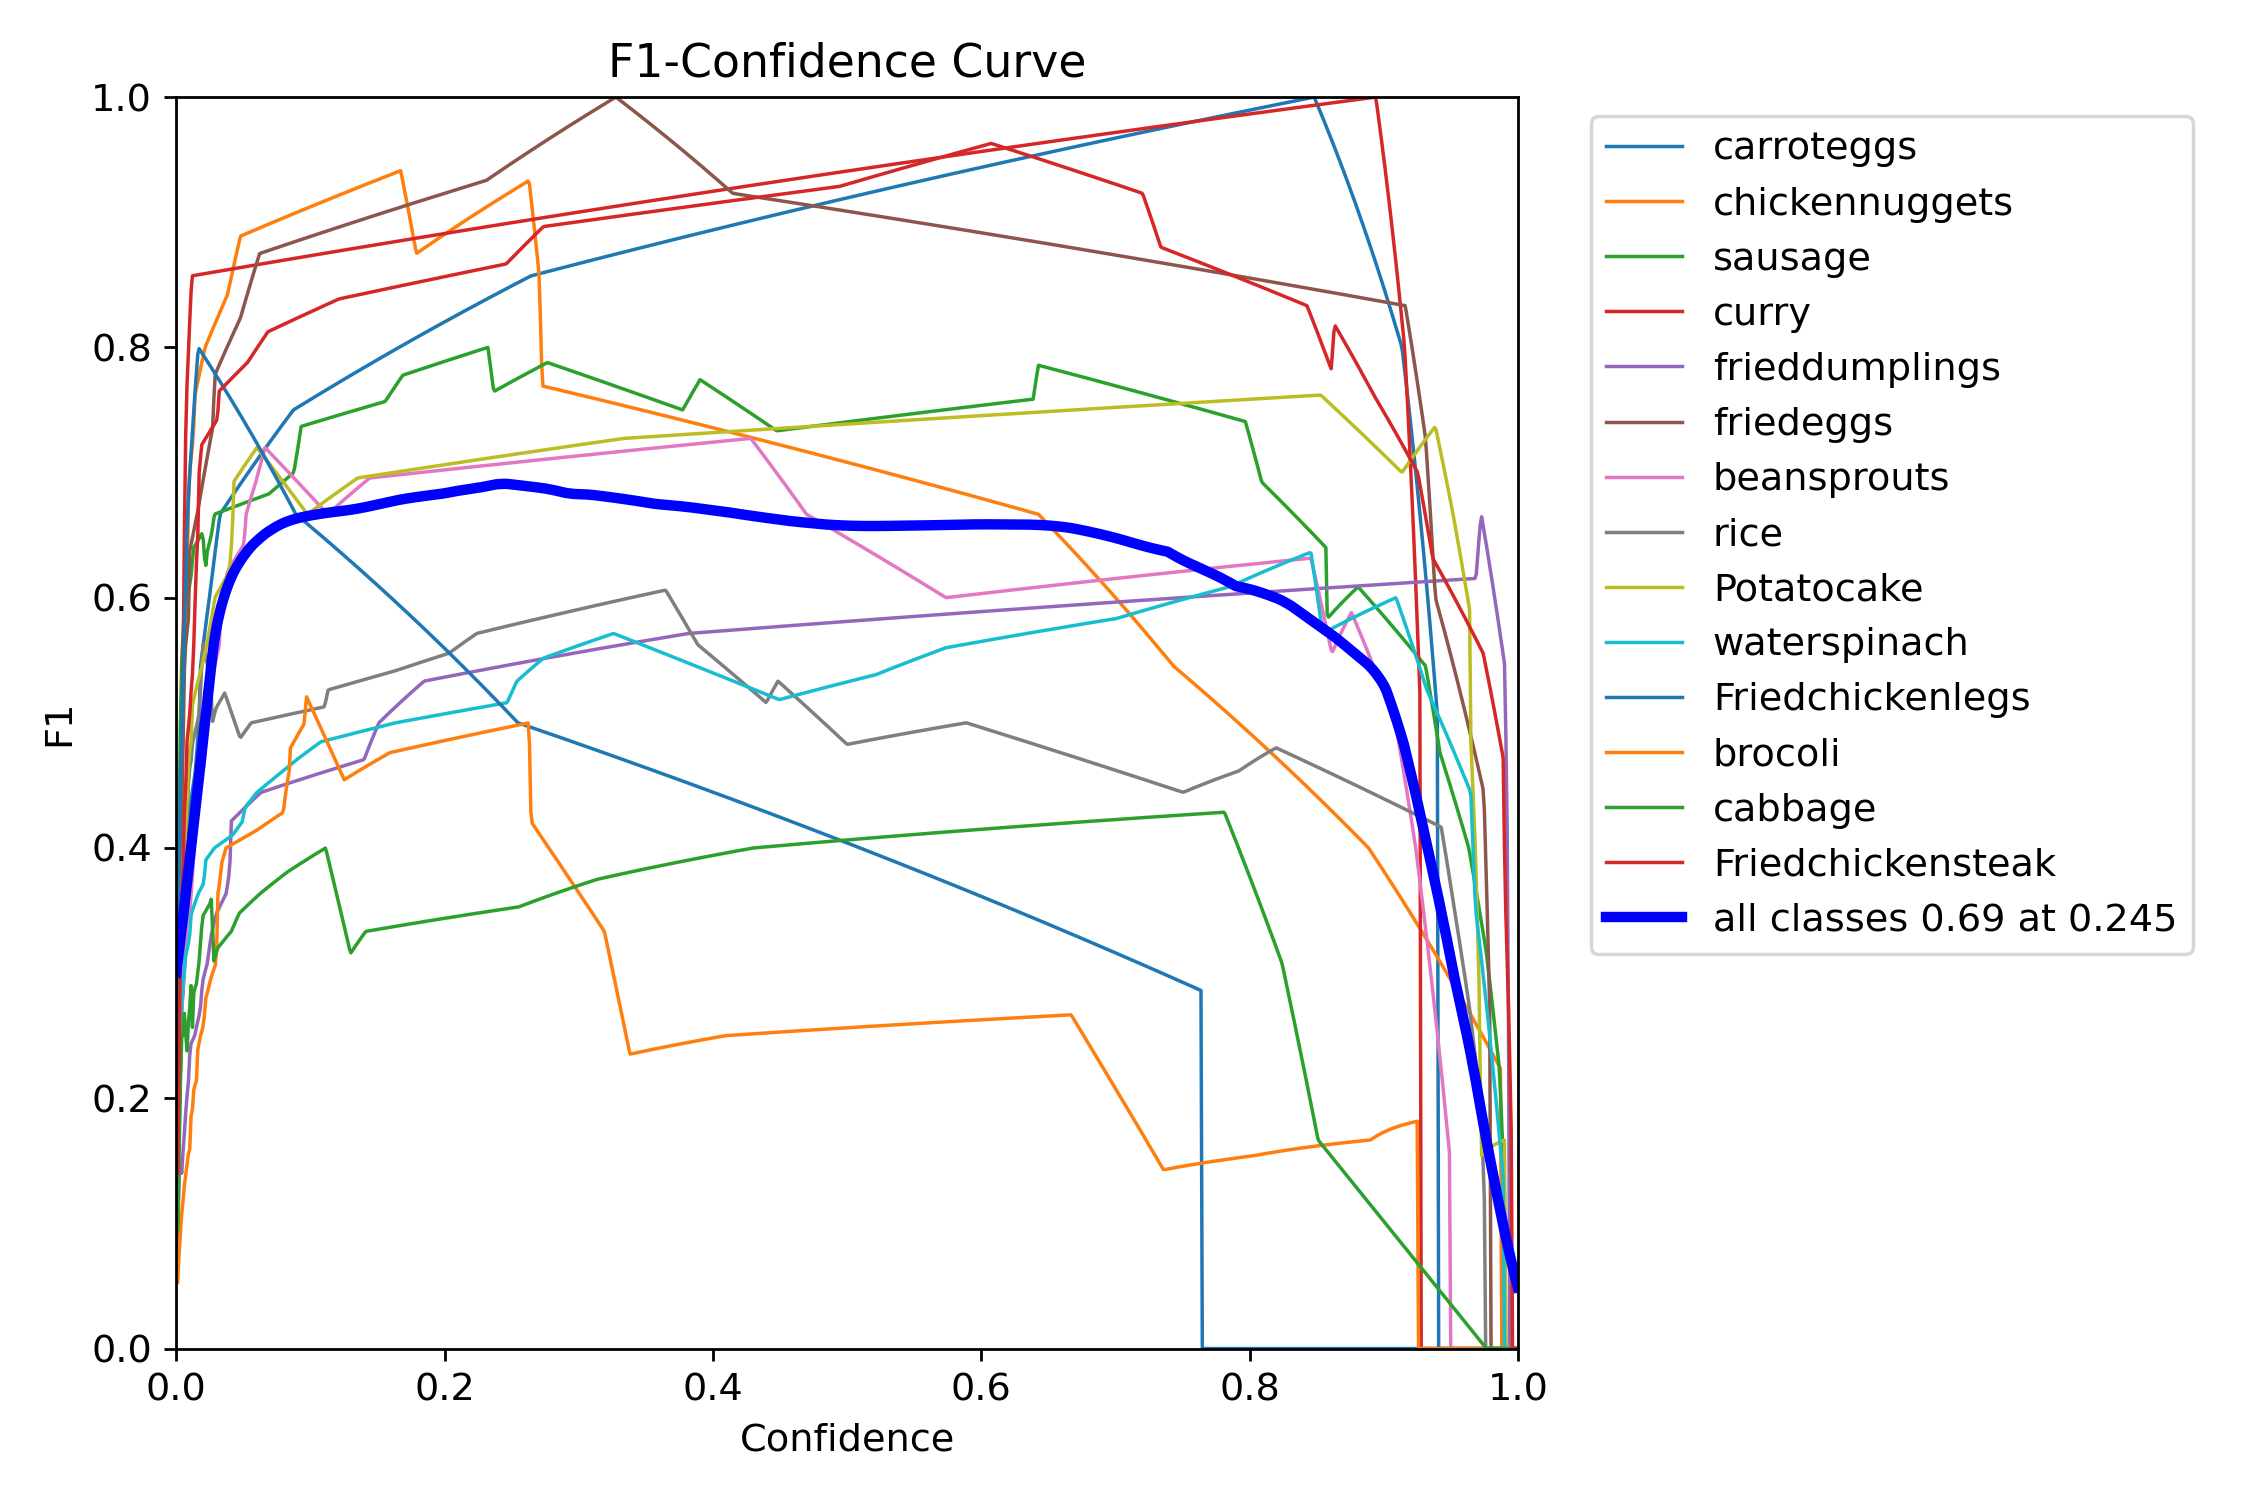 F1-Confidence Curve
1.0
0.8
0.6
0.4
0.2
0.0
F1
0.0 0.2 0.4 0.6 0.8 1.0
Confidence
carroteggs
chickennuggets
sausage
curry
frieddumplings
friedeggs
beansprouts
rice
Potatocake
waterspinach
Friedchickenlegs
brocoli
cabbage
Friedchickensteak
all classes 0.69 at 0.245